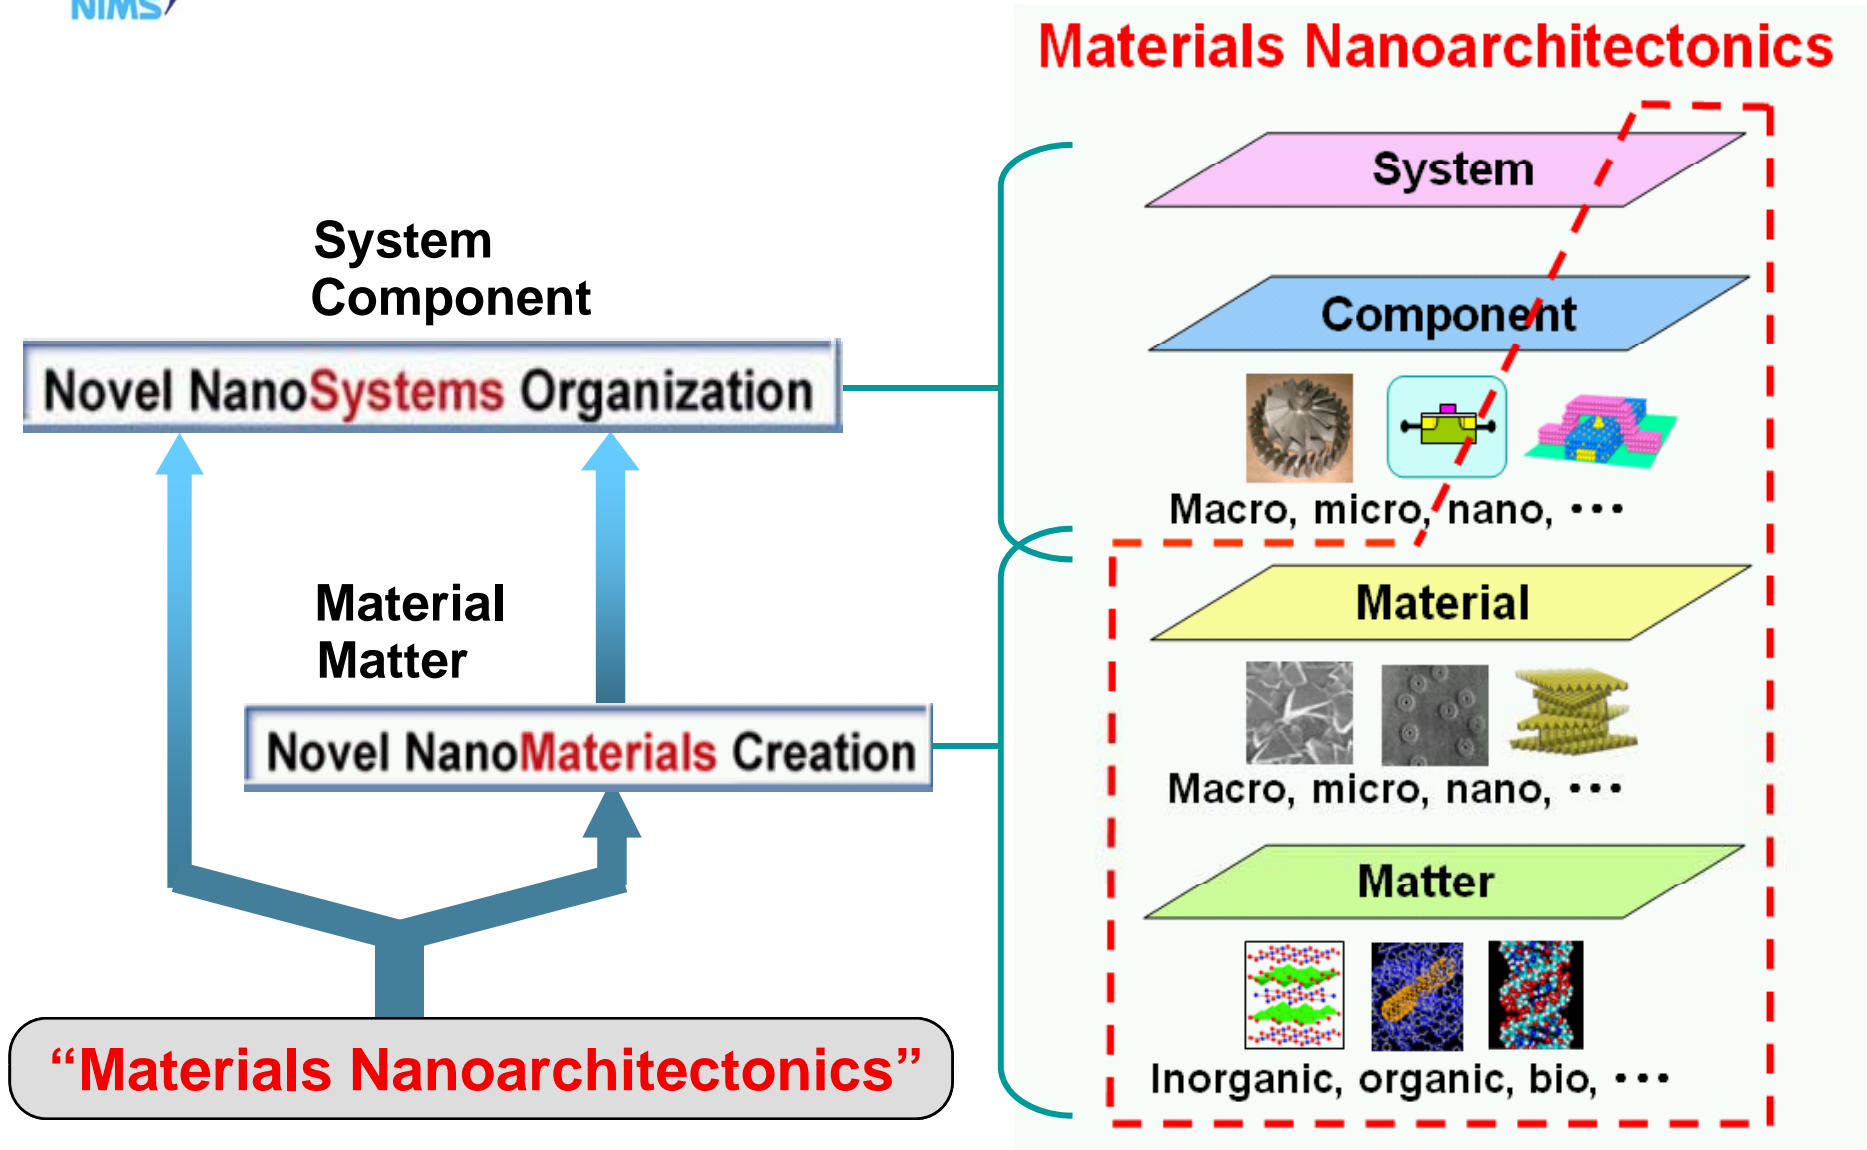 NIMS
Materials Nanoarchitectonics
System
Component
Novel NanoSystems Organization
Material
Matter
Novel NanoMaterials Creation
“Materials Nanoarchitectonics”
System
Component
Macro, micro, nano, ･･･
Material
Macro, micro, nano, ･･･
Matter
Inorganic, organic, bio, ･･･